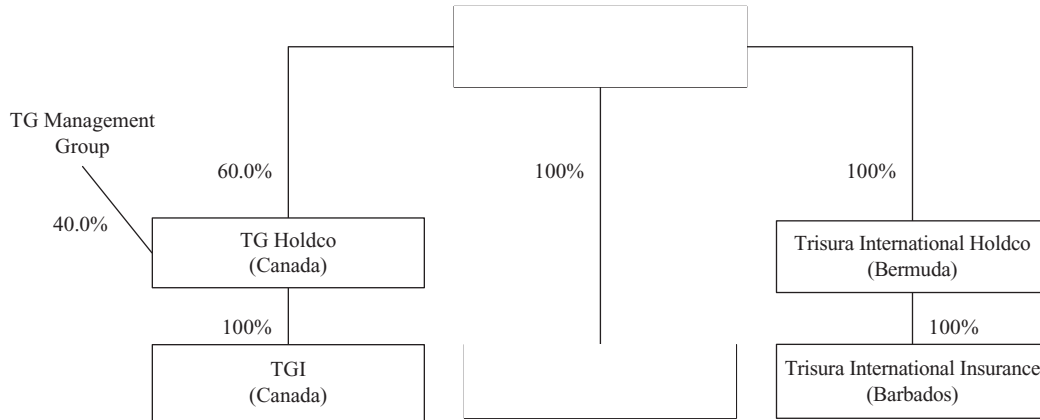 TG Management
Group
60.0%
100%
100%
40.0%
TG Holdco
(Canada)
Trisura International Holdco
(Bermuda)
100%
100%
TGI
(Canada)
Trisura International Insurance
(Barbados)